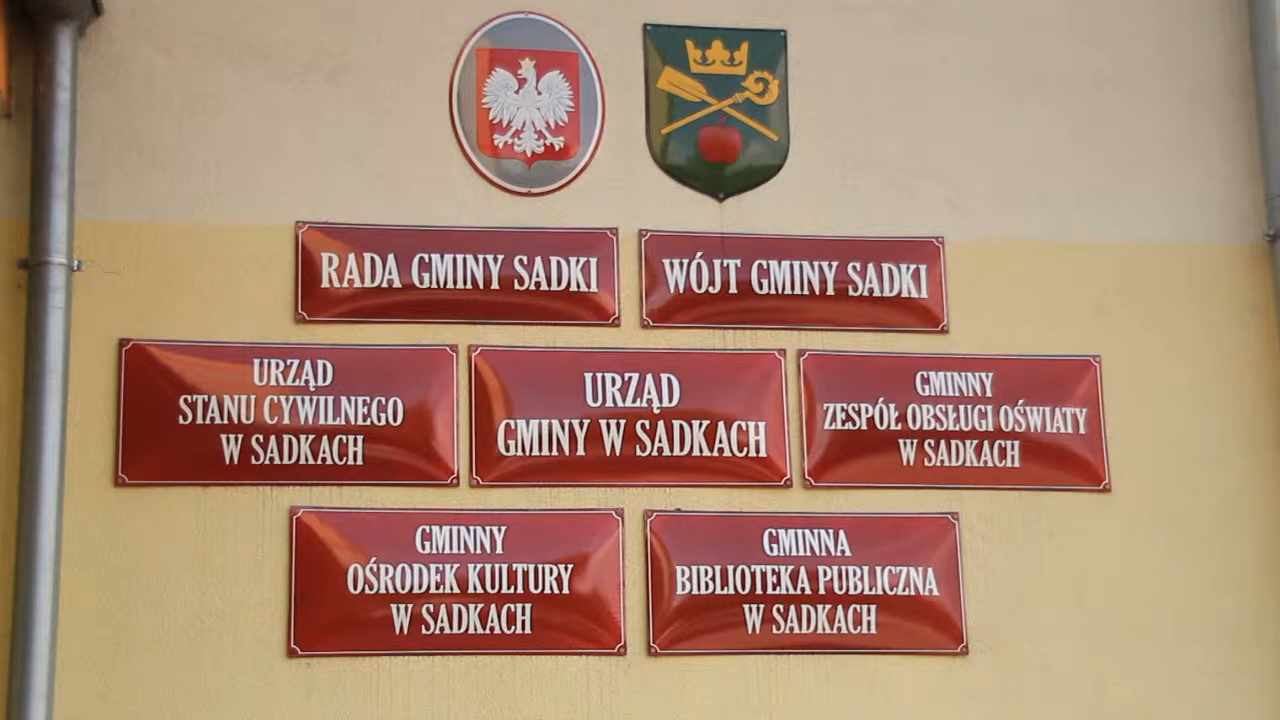 RADA GMINY SADKI
WÓJT GMINY SADKI
URZĄD
STANU CYWILNEGO
W SADKACH
URZĄD
GMINY W SADKACH
GMINNY
ZESPÓŁ OBSŁUGI OŚWIATY
W SADKACH
GMINNY
OŚRODEK KULTURY
W SADKACH
GMINNA
BIBLIOTEKA PUBLICZNA
W SADKACH